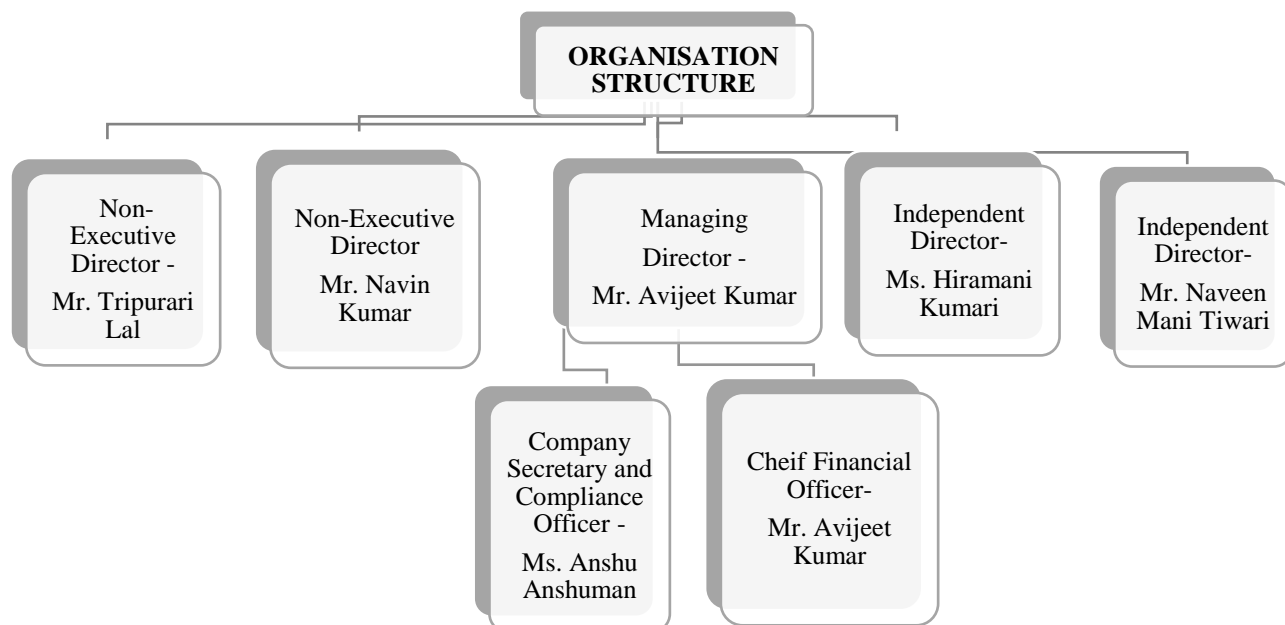 ORGANISATION
STRUCTURE
Non-
Executive
Director -
Mr. Tripurari
Lal
Non-Executive
Director
Mr. Navin
Kumar
Managing
Director -
Mr. Avijeet Kumar
Independent
Director-
Ms. Hiramani
Kumari
Independent
Director-
Mr. Naveen
Mani Tiwari
Company
Secretary and
Compliance
Officer -
Ms. Anshu
Anshuman
Cheif Financial
Officer-
Mr. Avijeet
Kumar